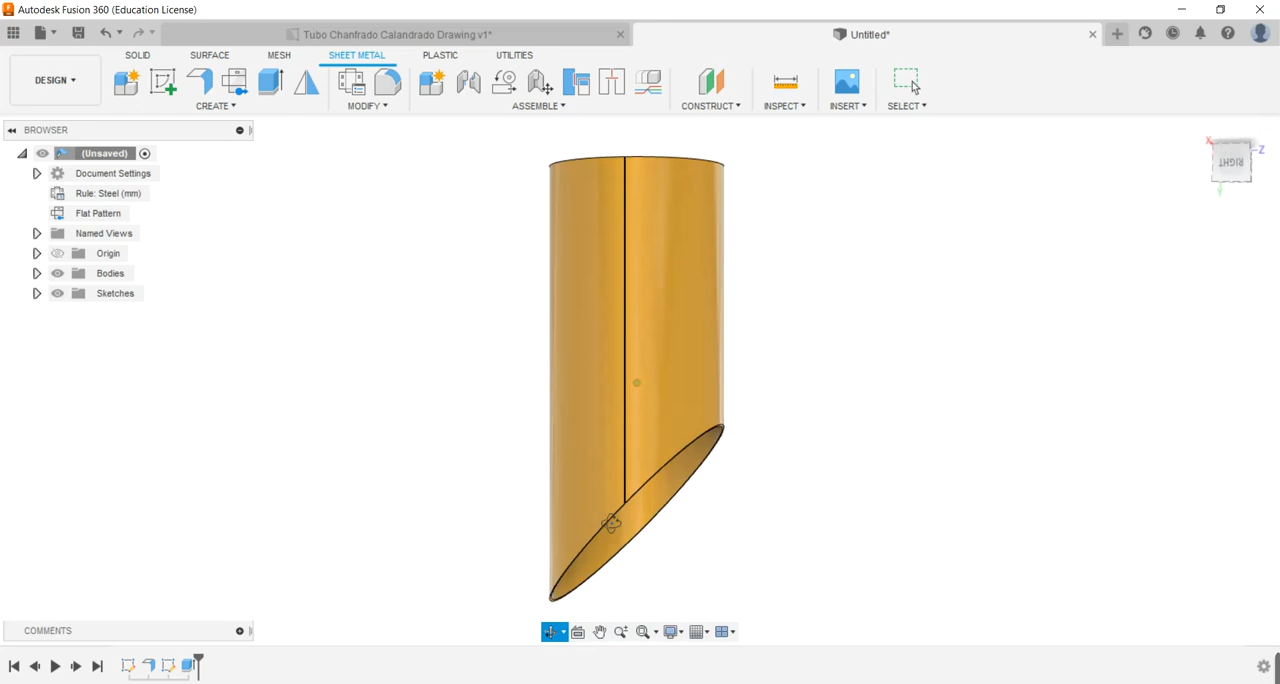 Autodesk Fusion 360 (Education License)
Tubo Chanfrado Calandrado Drawing v1*
Untitled*
DESIGN
SOLID SURFACE MESH SHEET METAL PLASTIC UTILITIES
CREATE MODIFY ASSEMBLE CONSTRUCT INSPECT INSERT SELECT
BROWSER
(Unsaved)
Document Settings
Rule: Steel (mm)
Flat Pattern
Named Views
Origin
Bodies
Sketches
X
-Z
RIGHT
COMMENTS